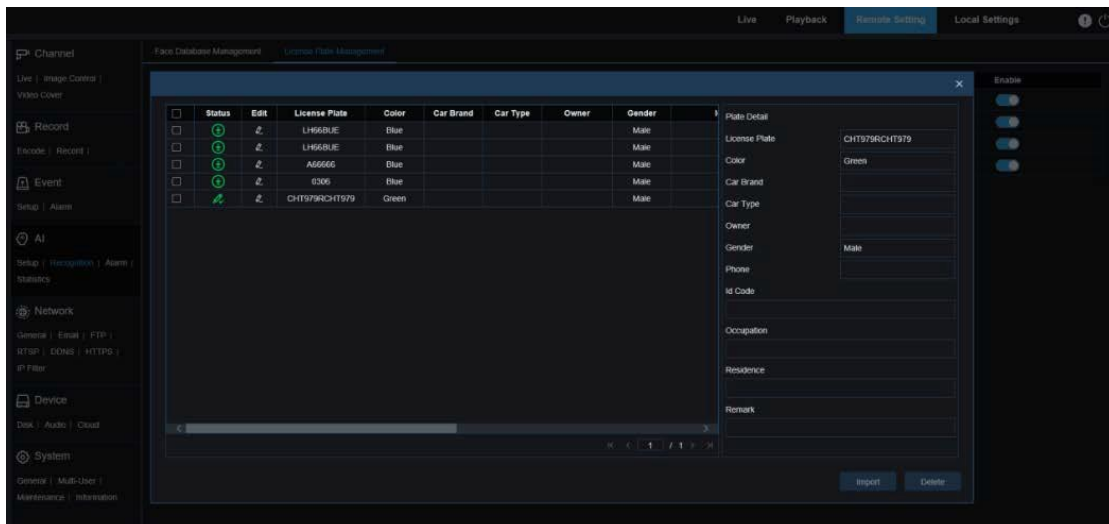 Live Playback Remote Setting Local Settings
Channel
Live | Image Control |
Video Cover
Record
Encode | Record |
Event
Setup | Alarm
AI
Setup | Recognition | Alarm |
Statistics
Network
General | Email | FTP |
RTSP | DDNS | HTTPS |
IP Filter
Device
Disk | Audio | Cloud
System
General | Multi-User |
Maintenance | Information
Face Database Management License Plate Management
Enable
Status Edit License Plate Color Car Brand Car Type Owner Gender
LH66BUE Blue Male
LH66BUE Blue Male
A66666 Blue Male
0306 Blue Male
CHT979RCHT979 Green Male
1 / 1
Plate Detail
License Plate CHT979RCHT979
Color Green
Car Brand
Car Type
Owner
Gender Male
Phone
Id Code
Occupation
Residence
Remark
Import Delete